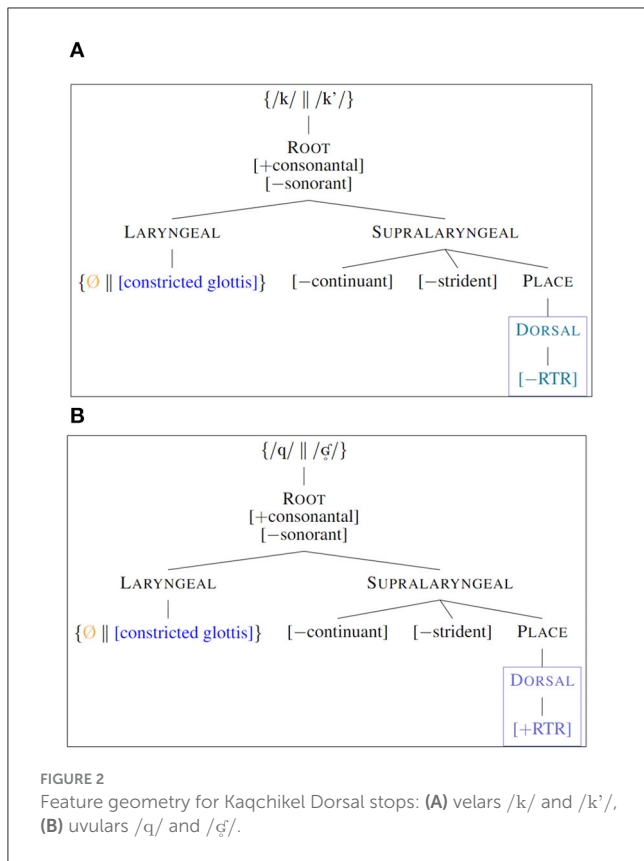 A
{/k/ ∥ /k’/}
ROOT
[+consonantal]
[−sonorant]
LARYNGEAL SUPRALARYNGEAL
{Ø ∥ [constricted glottis]} [−continuant] [−strident] PLACE
DORSAL
[−RTR]
B
{/q/ ∥ /ʛ̥/}
ROOT
[+consonantal]
[−sonorant]
LARYNGEAL SUPRALARYNGEAL
{Ø ∥ [constricted glottis]} [−continuant] [−strident] PLACE
DORSAL
[+RTR]
FIGURE 2
Feature geometry for Kaqchikel Dorsal stops: (A) velars /k/ and /k’/,
(B) uvulars /q/ and /ʛ̥/.